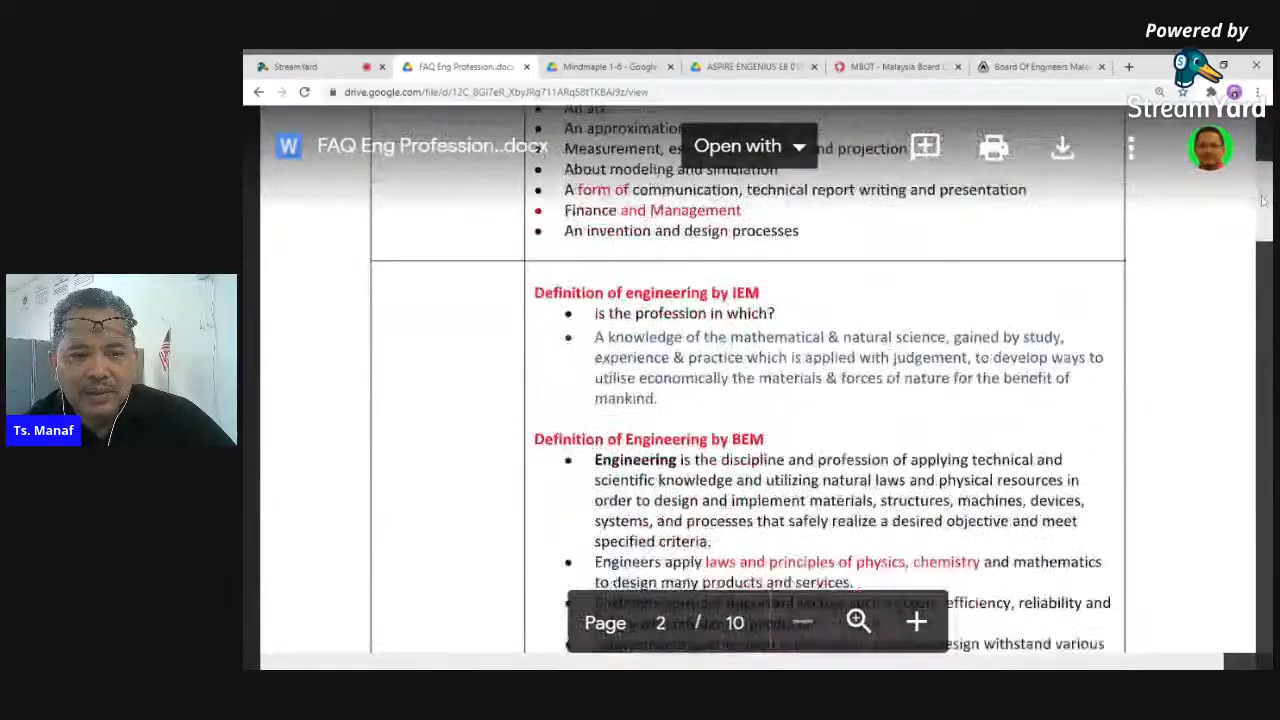 Powered by
StreamYard
StreamYard
FAQ Eng Profession..docx
Mindmaple 1-6 - Google
ASPIRE ENGENIUS EB 01
MBOT - Malaysia Board
Board Of Engineers Mala
drive.google.com/file/d/12C_8GI7eR_XbyJRg711ARqS8tTKBAi9z/view
W FAQ Eng Profession..docx
Open with
An art
An approximation
Measurement, and projection
About modeling and simulation
A form of communication, technical report writing and presentation
Finance and Management
An invention and design processes
Definition of engineering by IEM
is the profession in which?
A knowledge of the mathematical & natural science, gained by study,
experience & practice which is applied with judgement, to develop ways to
utilise economically the materials & forces of nature for the benefit of
mankind.
Definition of Engineering by BEM
Engineering is the discipline and profession of applying technical and
scientific knowledge and utilizing natural laws and physical resources in
order to design and implement materials, structures, machines, devices,
systems, and processes that safely realize a desired objective and meet
specified criteria.
Engineers apply laws and principles of physics, chemistry and mathematics
to design many products and services.
efficiency, reliability and
design withstand various
Page 2 / 10
Ts. Manaf